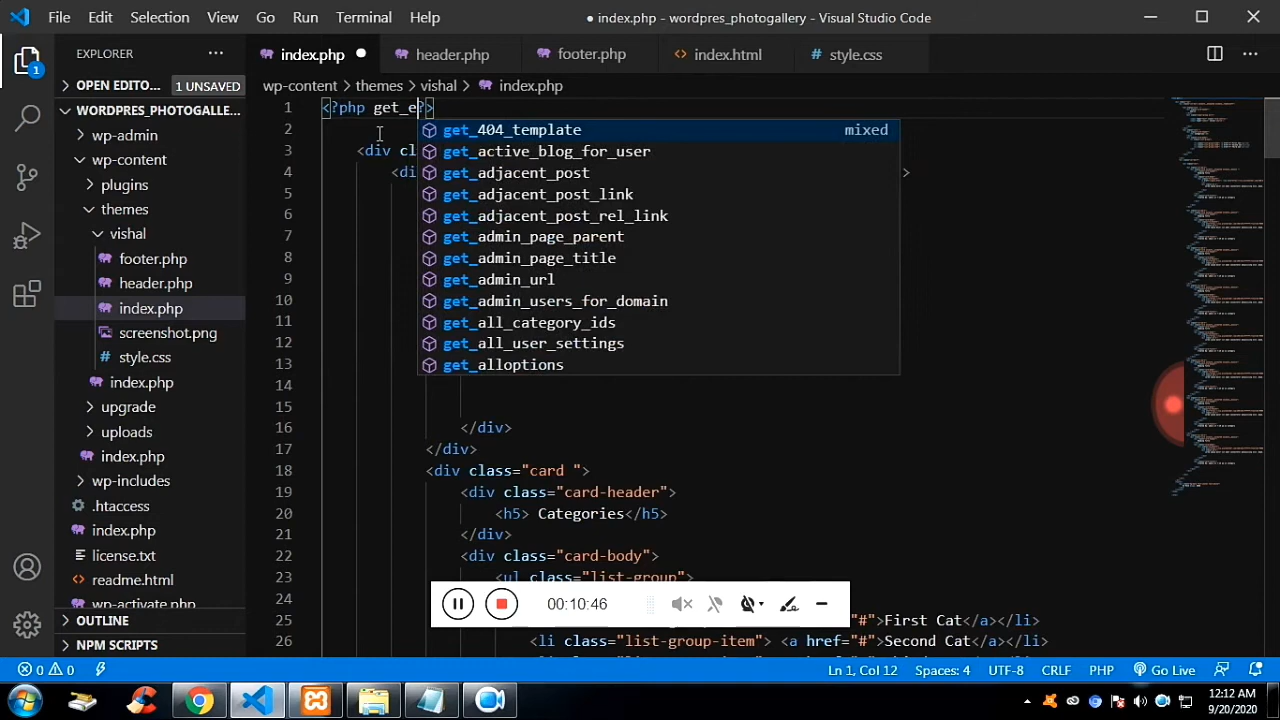 File Edit Selection View Go Run Terminal Help
● index.php - wordpres_photogallery - Visual Studio Code
EXPLORER ···
index.php ●
header.php
footer.php
<> index.html
# style.css
OPEN EDITO... 1 UNSAVED
wp-content > themes > vishal > index.php
WORDPRES_PHOTOGALLE...
wp-admin
wp-content
plugins
themes
vishal
footer.php
header.php
index.php
screenshot.png
# style.css
index.php
upgrade
uploads
index.php
wp-includes
.htaccess
index.php
license.txt
<> readme.html
wp-activate.php
OUTLINE
NPM SCRIPTS
1 <?php get_e?>
2
3 <div cl
4 <di >
5
6
7
8
9
10
11
12
13
14
15
16 </div>
17 </div>
18 <div class="card ">
19 <div class="card-header">
20 <h5> Categories</h5>
21 </div>
22 <div class="card-body">
23 <ul class="list-group">
24
25 ="#">First Cat</a></li>
26 <li class="list-group-item"> <a href="#">Second Cat</a></li>
get_404_template mixed
get_active_blog_for_user
get_adjacent_post
get_adjacent_post_link
get_adjacent_post_rel_link
get_admin_page_parent
get_admin_page_title
get_admin_url
get_admin_users_for_domain
get_all_category_ids
get_all_user_settings
get_alloptions
00:10:46
1
0 0
Ln 1, Col 12 Spaces: 4 UTF-8 CRLF PHP Go Live
12:12 AM
9/20/2020